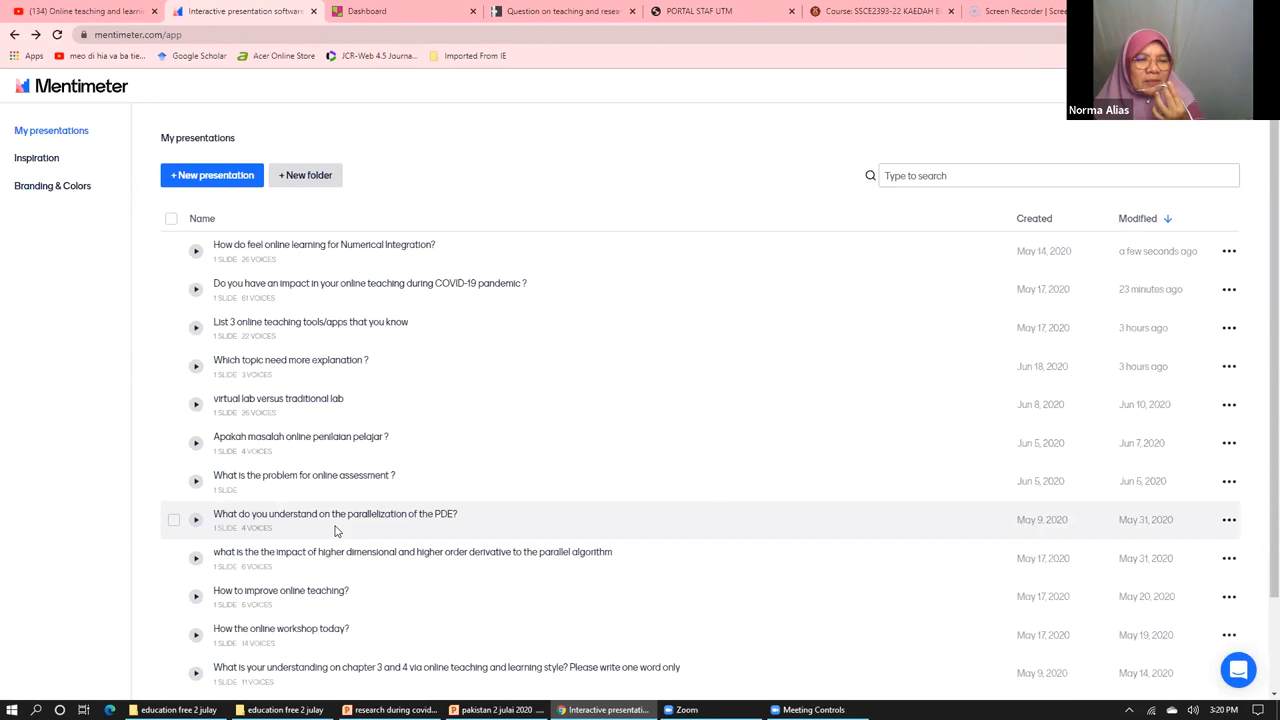 (134) Online teaching and learni
Interactive presentation software
Dashboard
Question on teaching and resea
PORTAL STAF UTM
Course: SSCE2393-22 KAEDAH B
Screen Recorder | Scree
mentimeter.com/app
Apps
meo di hia va ba tie...
Google Scholar
Acer Online Store
JCR-Web 4.5 Journa...
Imported From IE
Norma Alias
Mentimeter
My presentations
Inspiration
Branding & Colors
My presentations
+ New presentation
+ New folder
Type to search
Name Created Modified
How do feel online learning for Numerical Integration? May 14, 2020 a few seconds ago
1 SLIDE 26 VOICES
Do you have an impact in your online teaching during COVID-19 pandemic ? May 17, 2020 23 minutes ago
1 SLIDE 61 VOICES
List 3 online teaching tools/apps that you know May 17, 2020 3 hours ago
1 SLIDE 22 VOICES
Which topic need more explanation ? Jun 18, 2020 3 hours ago
1 SLIDE 3 VOICES
virtual lab versus traditional lab Jun 8, 2020 Jun 10, 2020
1 SLIDE 26 VOICES
Apakah masalah online penilaian pelajar ? Jun 5, 2020 Jun 7, 2020
1 SLIDE 4 VOICES
What is the problem for online assessment ? Jun 5, 2020 Jun 5, 2020
1 SLIDE
What do you understand on the parallelization of the PDE? May 9, 2020 May 31, 2020
1 SLIDE 4 VOICES
what is the the impact of higher dimensional and higher order derivative to the parallel algorithm May 17, 2020 May 31, 2020
1 SLIDE 6 VOICES
How to improve online teaching? May 17, 2020 May 20, 2020
1 SLIDE 6 VOICES
How the online workshop today? May 17, 2020 May 19, 2020
1 SLIDE 14 VOICES
What is your understanding on chapter 3 and 4 via online teaching and learning style? Please write one word only May 9, 2020 May 14, 2020
1 SLIDE 11 VOICES
education free 2 julay
education free 2 julay
research during covid...
pakistan 2 julai 2020 ....
Interactive presentati...
Zoom
Meeting Controls
3:20 PM